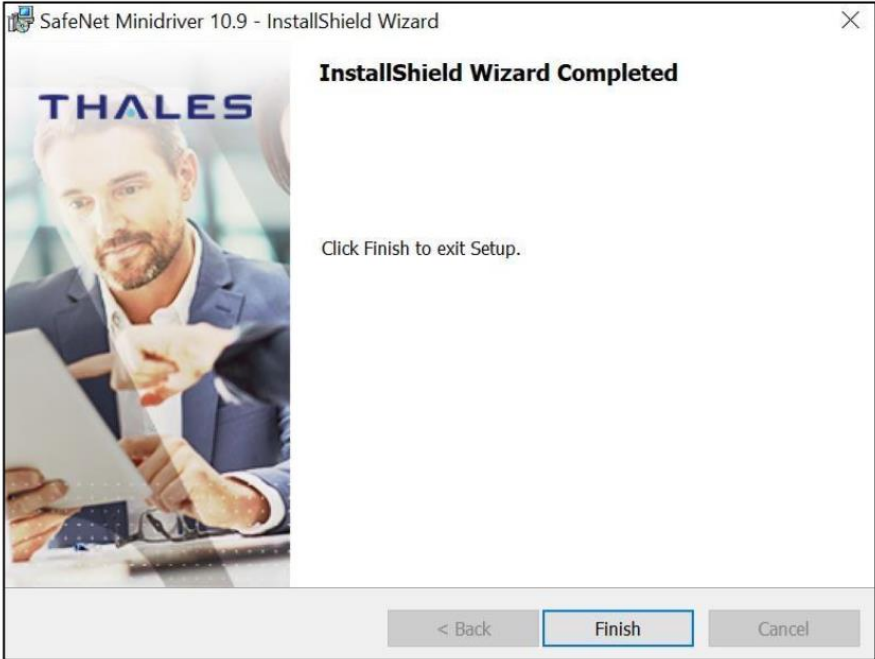 SafeNet Minidriver 10.9 - InstallShield Wizard
THALES
InstallShield Wizard Completed
Click Finish to exit Setup.
< Back
Finish
Cancel